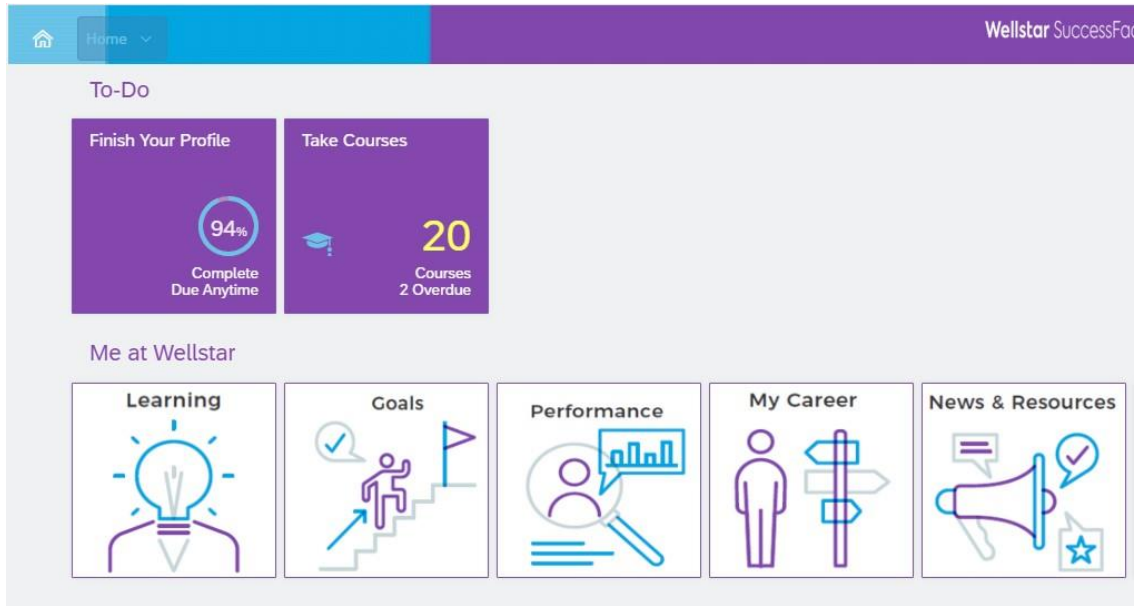 Home
Wellstar SuccessFac
To-Do
Finish Your Profile
94%
Complete
Due Anytime
Take Courses
20
Courses
2 Overdue
Me at Wellstar
Learning
Goals
Performance
My Career
News & Resources